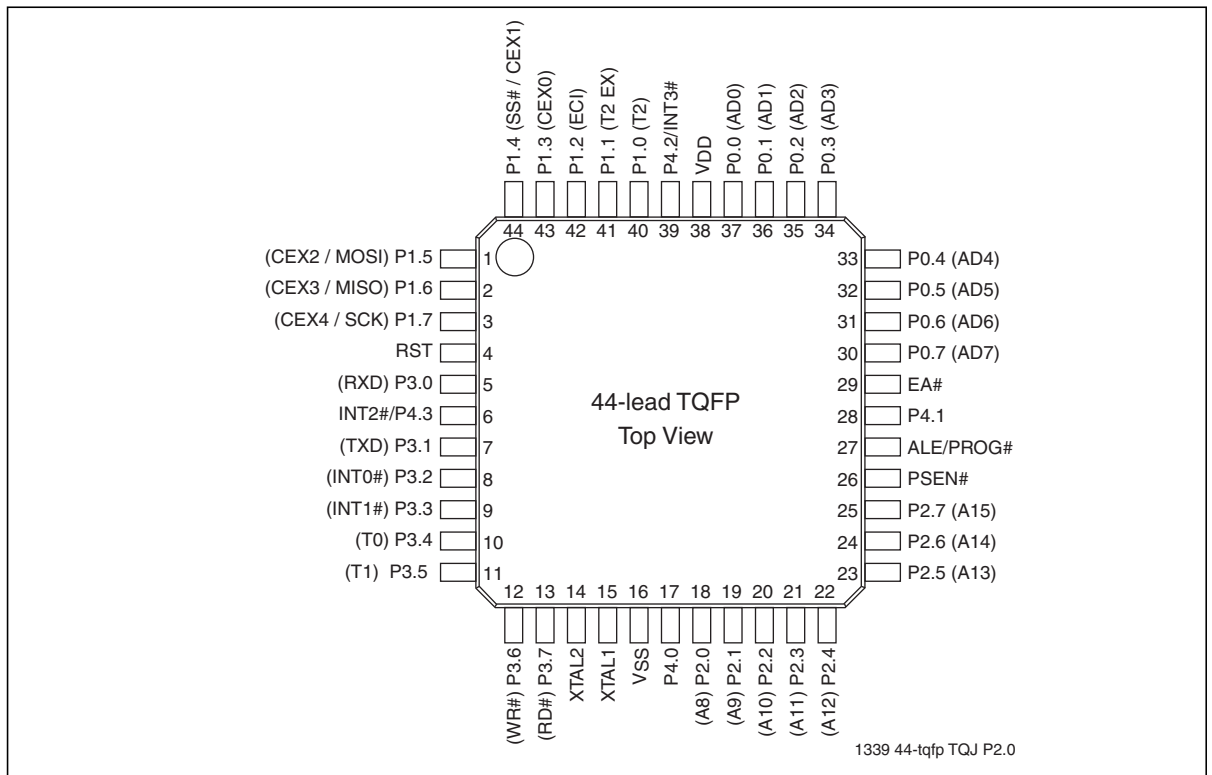 P1.4 (SS# / CEX1)
P1.3 (CEX0)
P1.2 (ECI)
P1.1 (T2 EX)
P1.0 (T2)
P4.2/INT3#
VDD
P0.0 (AD0)
P0.1 (AD1)
P0.2 (AD2)
P0.3 (AD3)
44 43 42 41 40 39 38 37 36 35 34
(CEX2 / MOSI) P1.5 1
(CEX3 / MISO) P1.6 2
(CEX4 / SCK) P1.7 3
RST 4
(RXD) P3.0 5
INT2#/P4.3 6
(TXD) P3.1 7
(INT0#) P3.2 8
(INT1#) P3.3 9
(T0) P3.4 10
(T1) P3.5 11
44-lead TQFP
Top View
33 P0.4 (AD4)
32 P0.5 (AD5)
31 P0.6 (AD6)
30 P0.7 (AD7)
29 EA#
28 P4.1
27 ALE/PROG#
26 PSEN#
25 P2.7 (A15)
24 P2.6 (A14)
23 P2.5 (A13)
12 13 14 15 16 17 18 19 20 21 22
(WR#) P3.6
(RD#) P3.7
XTAL2
XTAL1
VSS
P4.0
(A8) P2.0
(A9) P2.1
(A10) P2.2
(A11) P2.3
(A12) P2.4
1339 44-tqfp TQJ P2.0